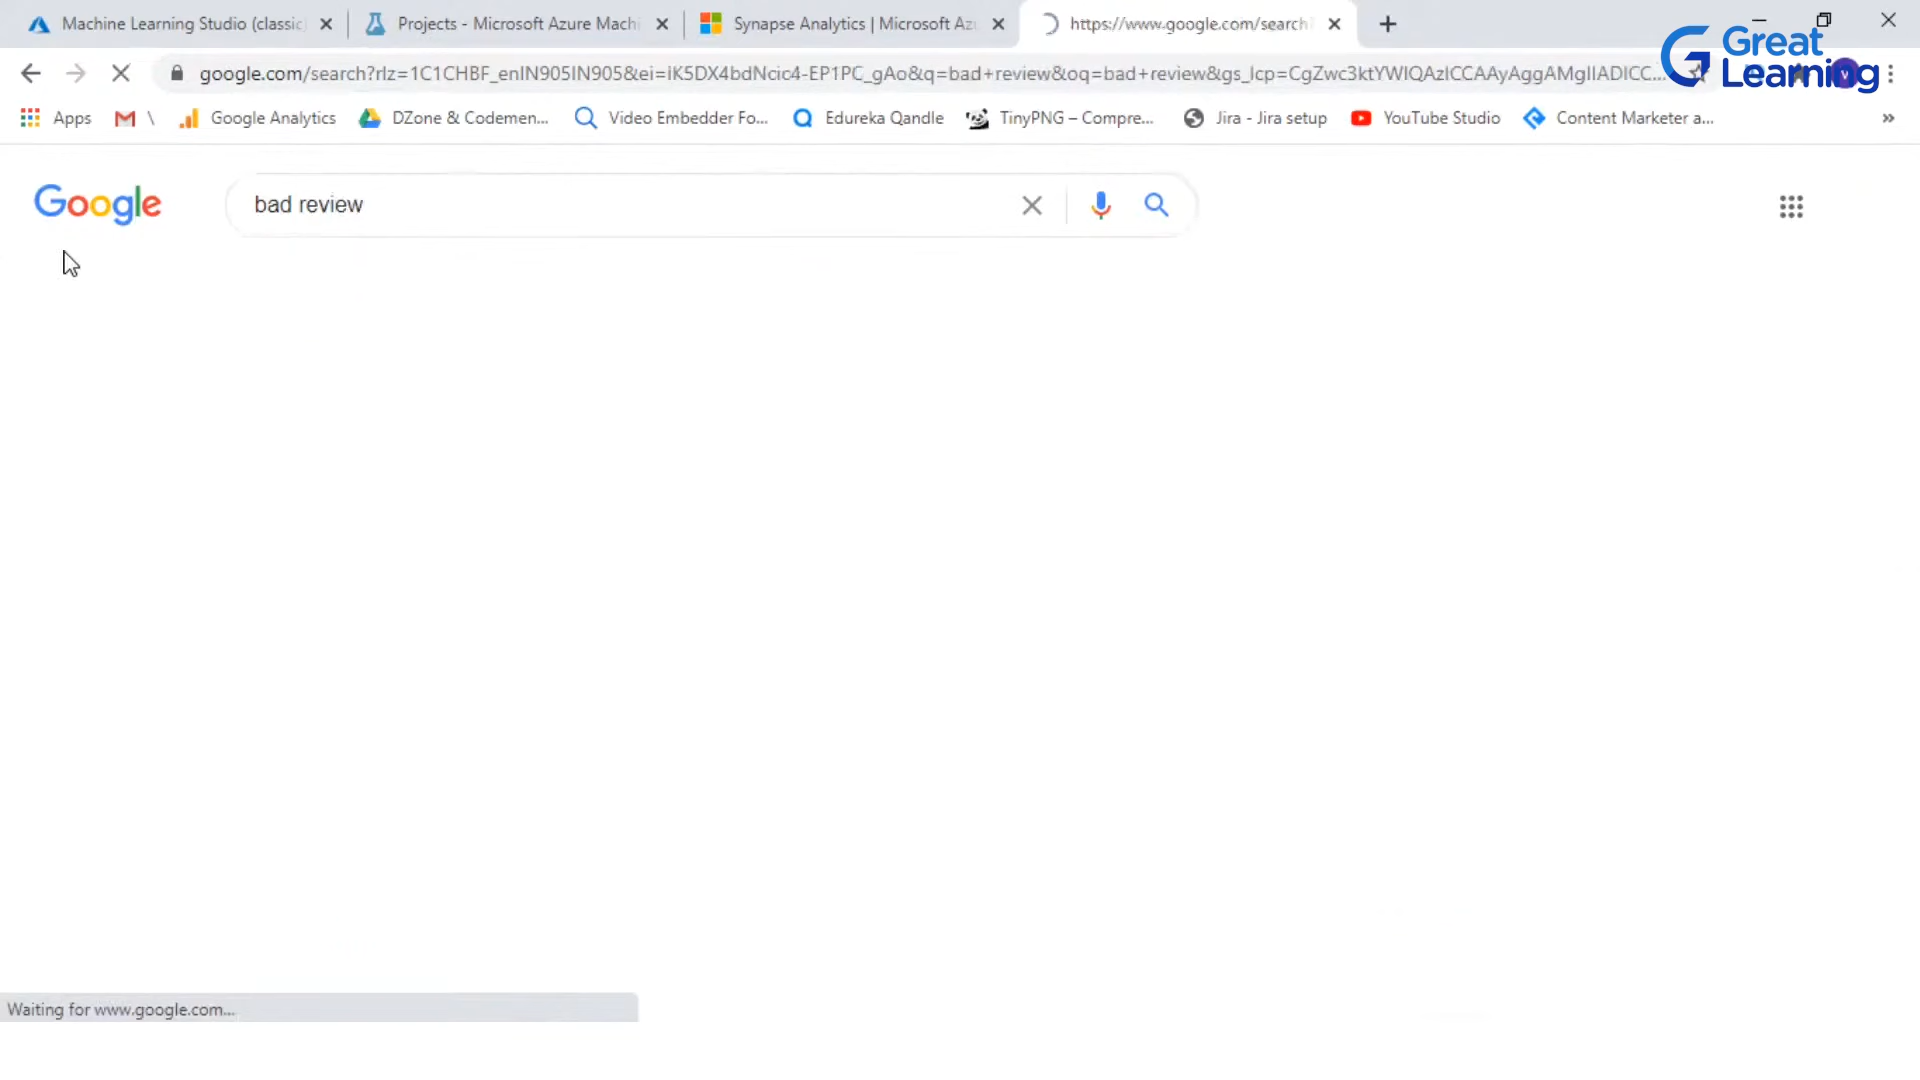 Machine Learning Studio (classic)
Projects - Microsoft Azure Machi
Synapse Analytics | Microsoft Azu
https://www.google.com/search
Great Learning
google.com/search?rlz=1C1CHBF_enIN905IN905&ei=IK5DX4bdNcic4-EP1PC_gAo&q=bad+review&oq=bad+review&gs_lcp=CgZwc3ktYWIQAzICCAAyAggAMgIIADICC...
V
Apps
\
Google Analytics
DZone & Codemen...
Video Embedder Fo...
Edureka Qandle
TinyPNG – Compre...
Jira - Jira setup
YouTube Studio
Content Marketer a...
»
Google
bad review
Waiting for www.google.com...